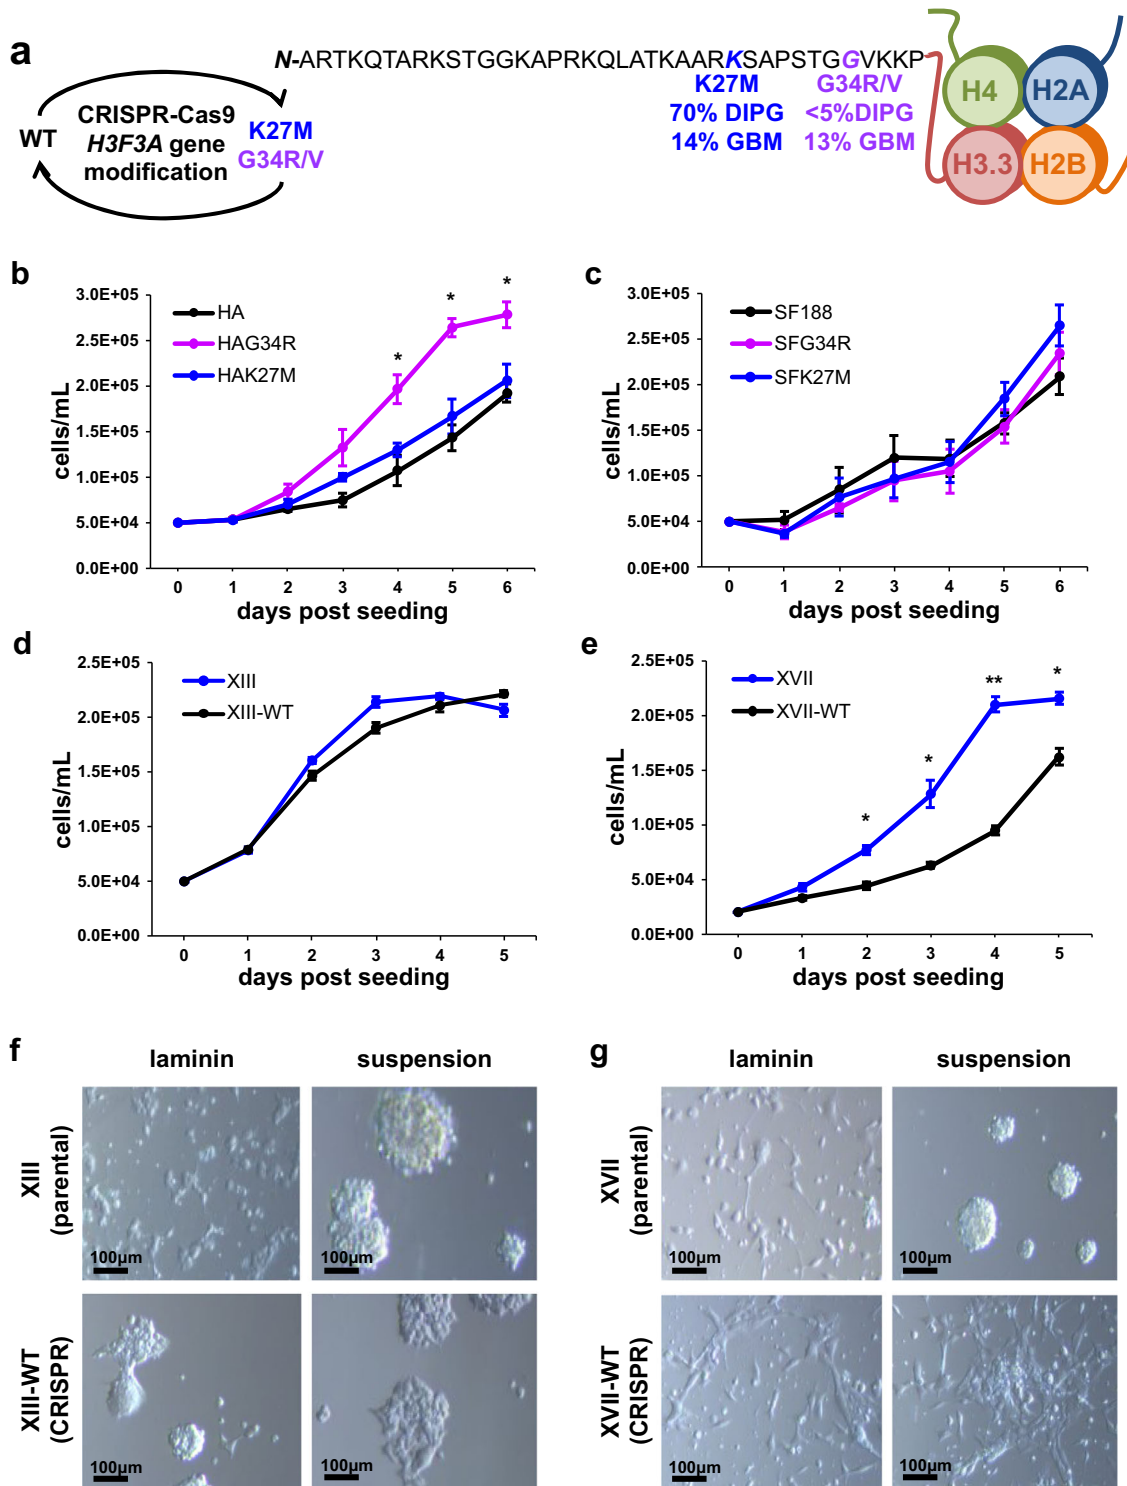 a
N-ARTKQTARKSTGGKAPRKQLATKAARKSAPSTGGVKKP
K27M G34R/V
70% DIPG <5%DIPG
14% GBM 13% GBM
WT
CRISPR-Cas9
H3F3A gene
modification
K27M
G34R/V
H4 H2A
H3.3 H2B
b
3.0E+05
2.5E+05
2.0E+05
1.5E+05
1.0E+05
5.0E+04
0.0E+00
cells/mL
HA
HAG34R
HAK27M
* * *
0 1 2 3 4 5 6
days post seeding
c
3.0E+05
2.5E+05
2.0E+05
1.5E+05
1.0E+05
5.0E+04
0.0E+00
cells/mL
SF188
SFG34R
SFK27M
0 1 2 3 4 5 6
days post seeding
d
2.5E+05
2.0E+05
1.5E+05
1.0E+05
5.0E+04
0.0E+00
cells/mL
XIII
XIII-WT
0 1 2 3 4 5
days post seeding
e
2.5E+05
2.0E+05
1.5E+05
1.0E+05
5.0E+04
0.0E+00
cells/mL
XVII
XVII-WT
* * ** *
0 1 2 3 4 5
days post seeding
f
laminin suspension
XIII
(parental)
100µm 100µm
XIII-WT
(CRISPR)
100µm 100µm
g
laminin suspension
XVII
(parental)
100µm 100µm
XVII-WT
(CRISPR)
100µm 100µm